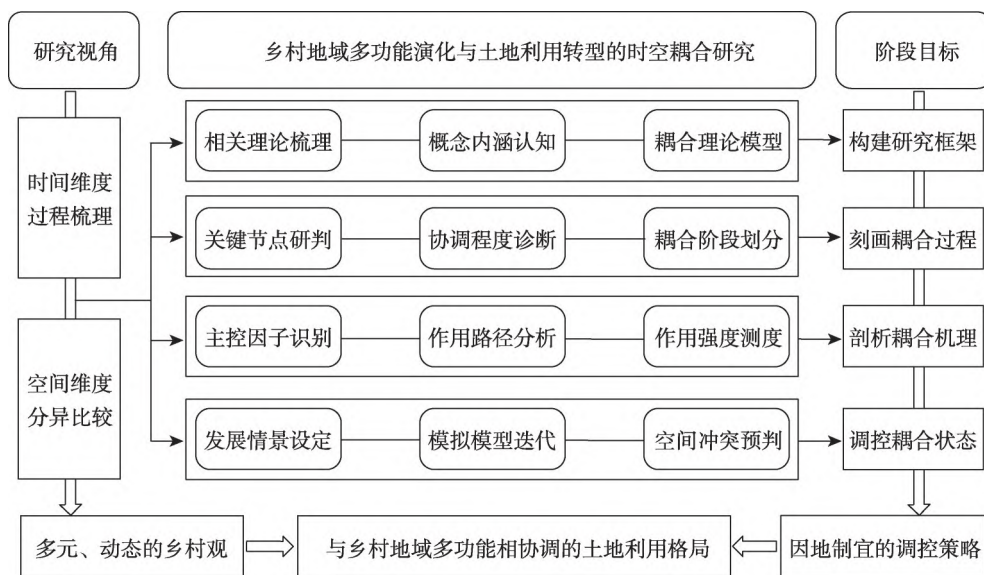 研究视角
乡村地域多功能演化与土地利用转型的时空耦合研究
阶段目标
时间维度
过程梳理
空间维度
分异比较
相关理论梳理
概念内涵认知
耦合理论模型
构建研究框架
关键节点研判
协调程度诊断
耦合阶段划分
刻画耦合过程
主控因子识别
作用路径分析
作用强度测度
剖析耦合机理
发展情景设定
模拟模型迭代
空间冲突预判
调控耦合状态
多元、动态的乡村观
与乡村地域多功能相协调的土地利用格局
因地制宜的调控策略